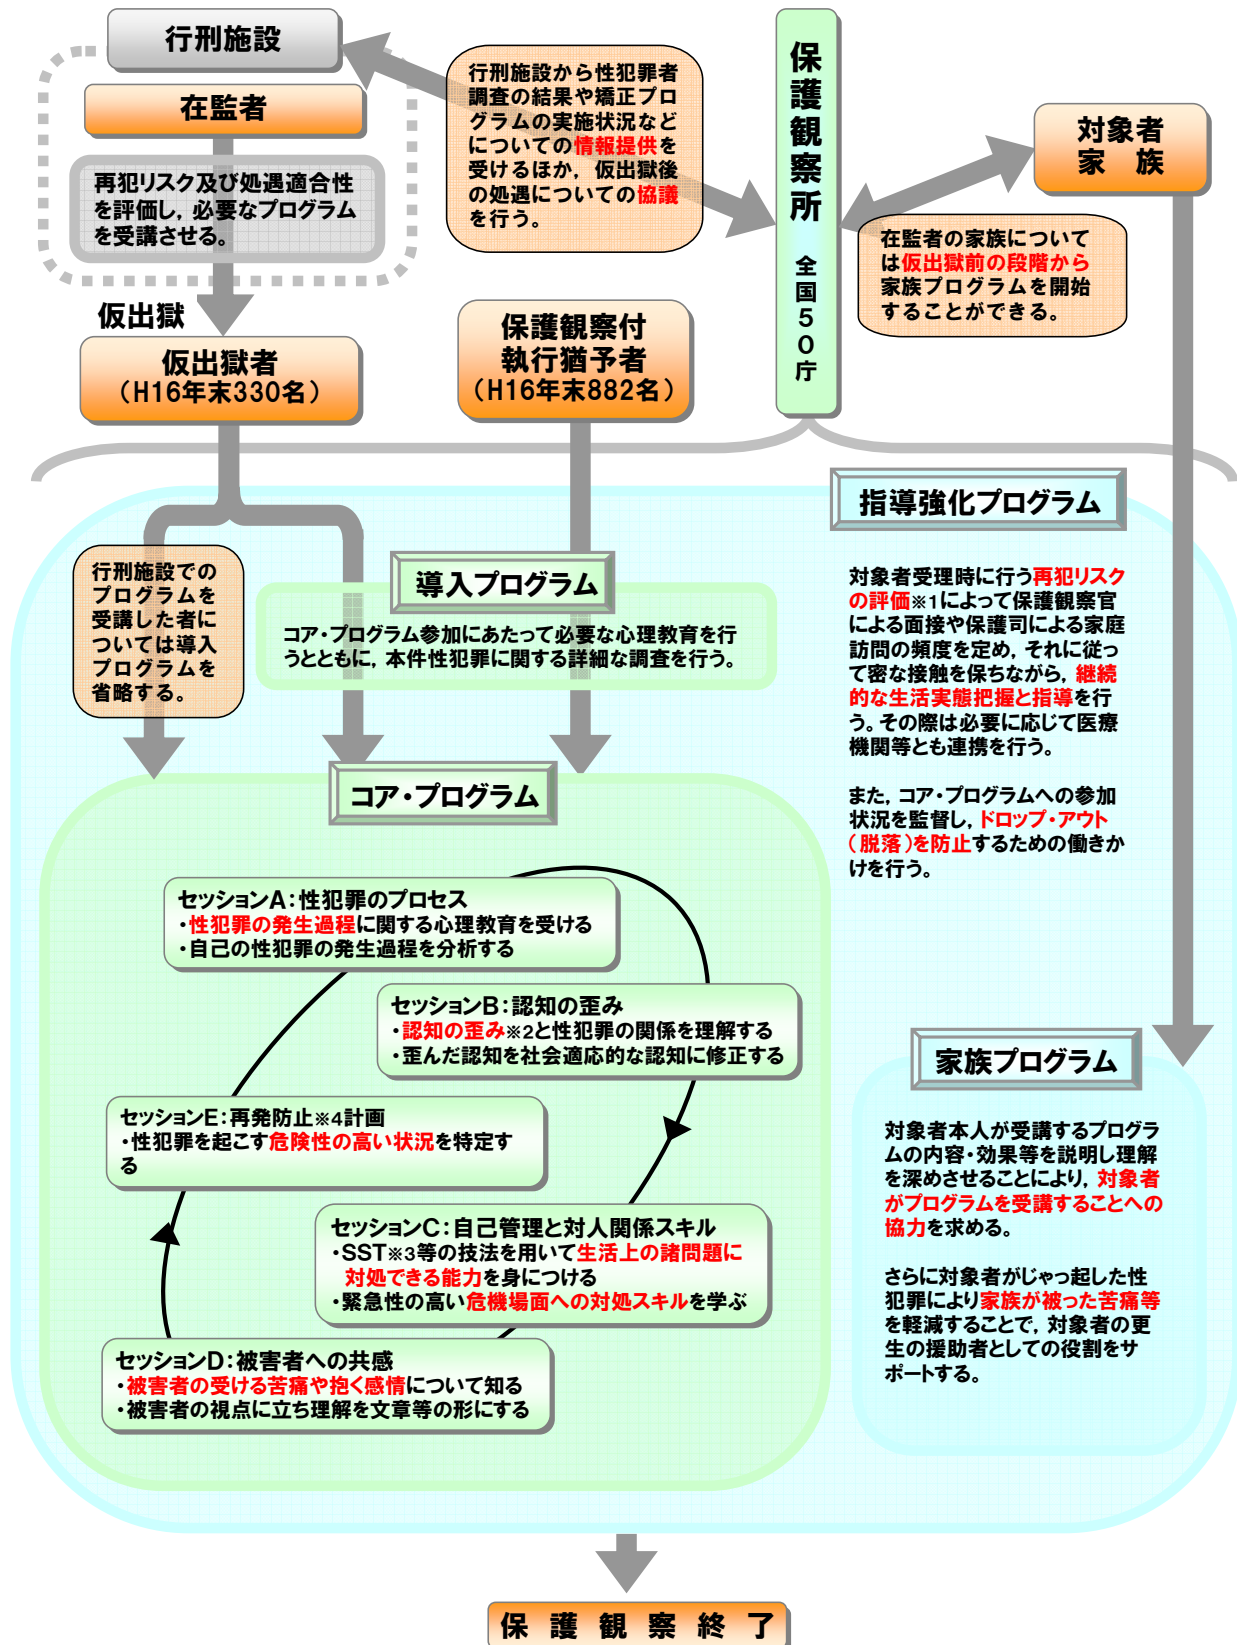 行刑施設
在監者
再犯リスク及び処遇適合性
を評価し，必要なプログラム
を受講させる。
仮出獄
仮出獄者
（H16年末330名）
行刑施設から性犯罪者
調査の結果や矯正プロ
グラムの実施状況など
についての情報提供を
受けるほか，仮出獄後
の処遇についての協議
を行う。
保護観察付
執行猶予者
（H16年末882名）
保護観察所　全国５０庁
対象者
家　族
在監者の家族について
は仮出獄前の段階から
家族プログラムを開始
することができる。
行刑施設での
プログラムを
受講した者に
ついては導入
プログラムを
省略する。
導入プログラム
コア・プログラム参加にあたって必要な心理教育を行
うとともに，本件性犯罪に関する詳細な調査を行う。
指導強化プログラム
対象者受理時に行う再犯リスク
の評価※1によって保護観察官
による面接や保護司による家庭
訪問の頻度を定め，それに従っ
て密な接触を保ちながら，継続
的な生活実態把握と指導を行
う。その際は必要に応じて医療
機関等とも連携を行う。
また，コア・プログラムへの参加
状況を監督し，ドロップ・アウト
（脱落）を防止するための働きか
けを行う。
コア・プログラム
セッションA：性犯罪のプロセス
・性犯罪の発生過程に関する心理教育を受ける
・自己の性犯罪の発生過程を分析する
セッションB：認知の歪み
・認知の歪み※2と性犯罪の関係を理解する
・歪んだ認知を社会適応的な認知に修正する
セッションE：再発防止※4計画
・性犯罪を起こす危険性の高い状況を特定す
る
セッションC：自己管理と対人関係スキル
・SST※3等の技法を用いて生活上の諸問題に
対処できる能力を身につける
・緊急性の高い危機場面への対処スキルを学ぶ
セッションD：被害者への共感
・被害者の受ける苦痛や抱く感情について知る
・被害者の視点に立ち理解を文章等の形にする
家族プログラム
対象者本人が受講するプログラ
ムの内容・効果等を説明し理解
を深めさせることにより，対象者
がプログラムを受講することへの
協力を求める。
さらに対象者がじゃっ起した性
犯罪により家族が被った苦痛等
を軽減することで，対象者の更
生の援助者としての役割をサ
ポートする。
保 護 観 察 終 了